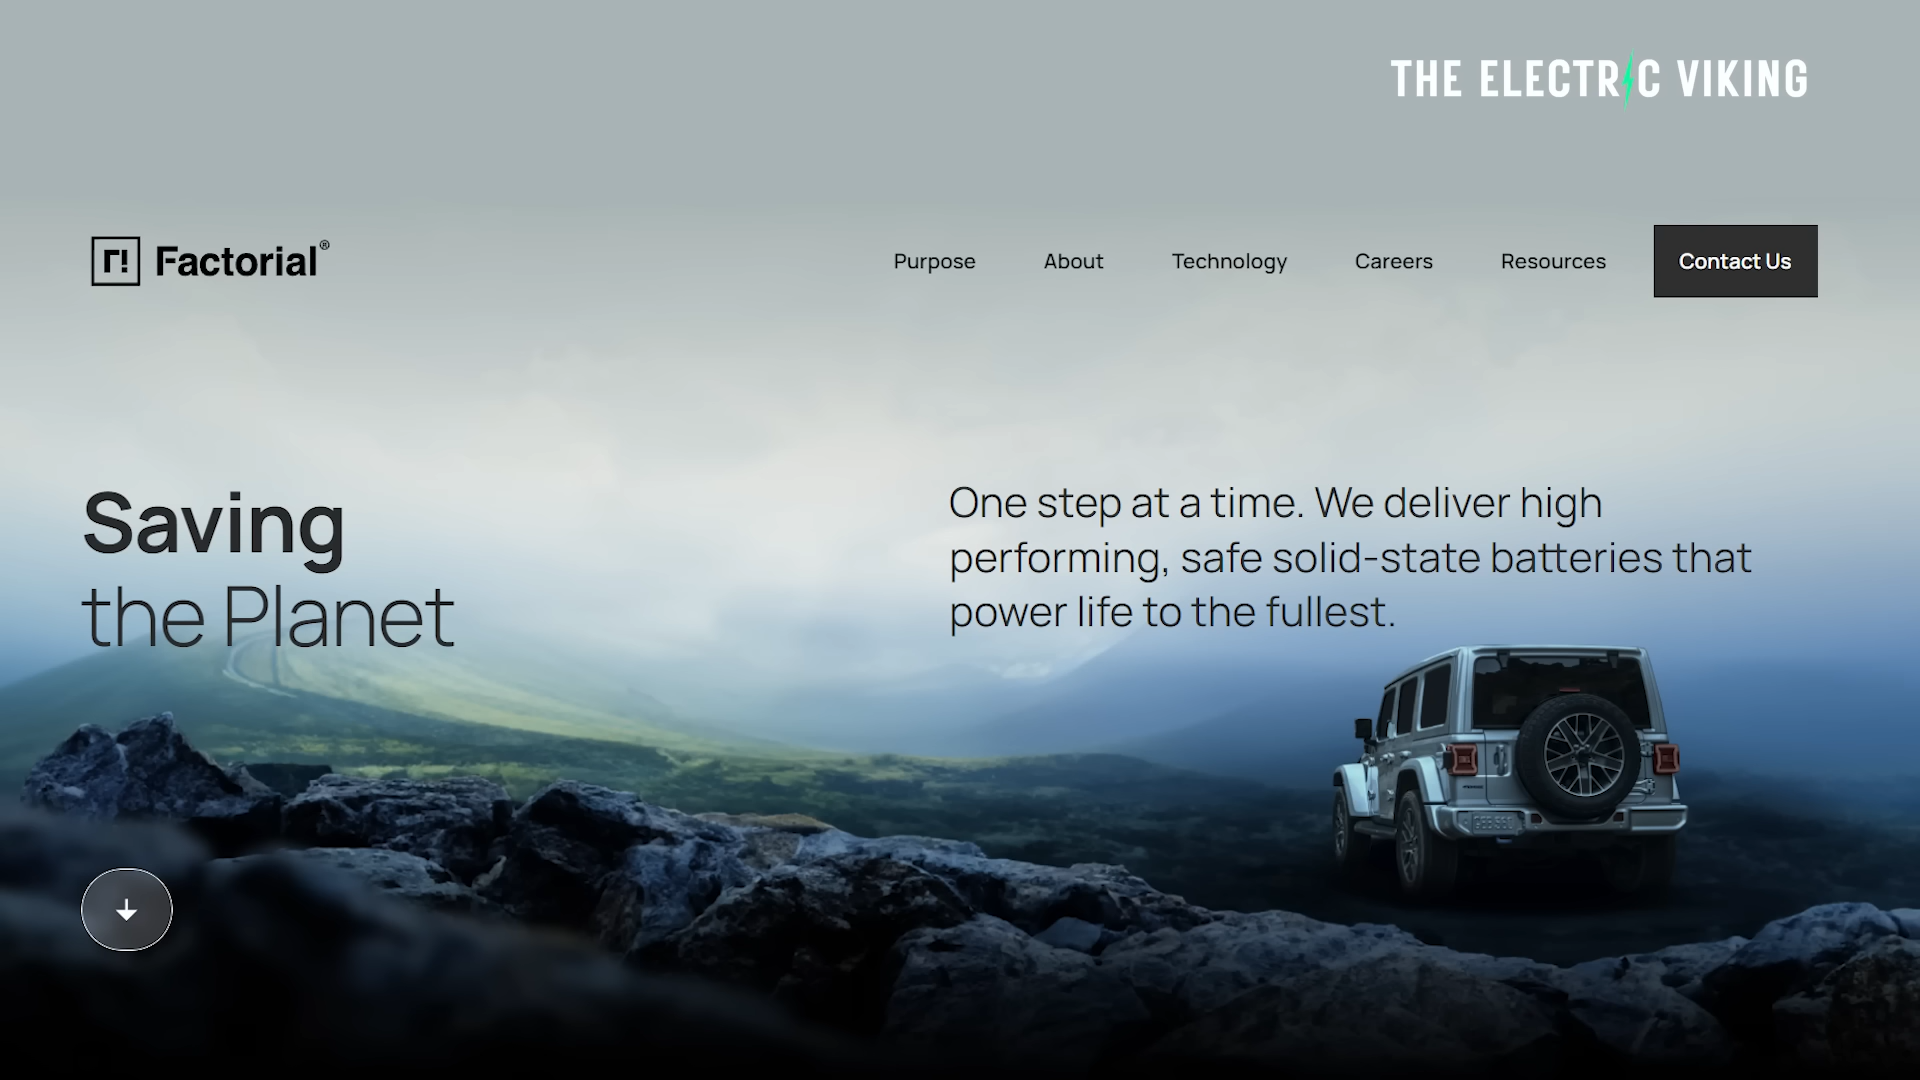 THE ELECTRIC VIKING
Factorial®
Purpose
About
Technology
Careers
Resources
Contact Us
Saving
the Planet
One step at a time. We deliver high
performing, safe solid-state batteries that
power life to the fullest.